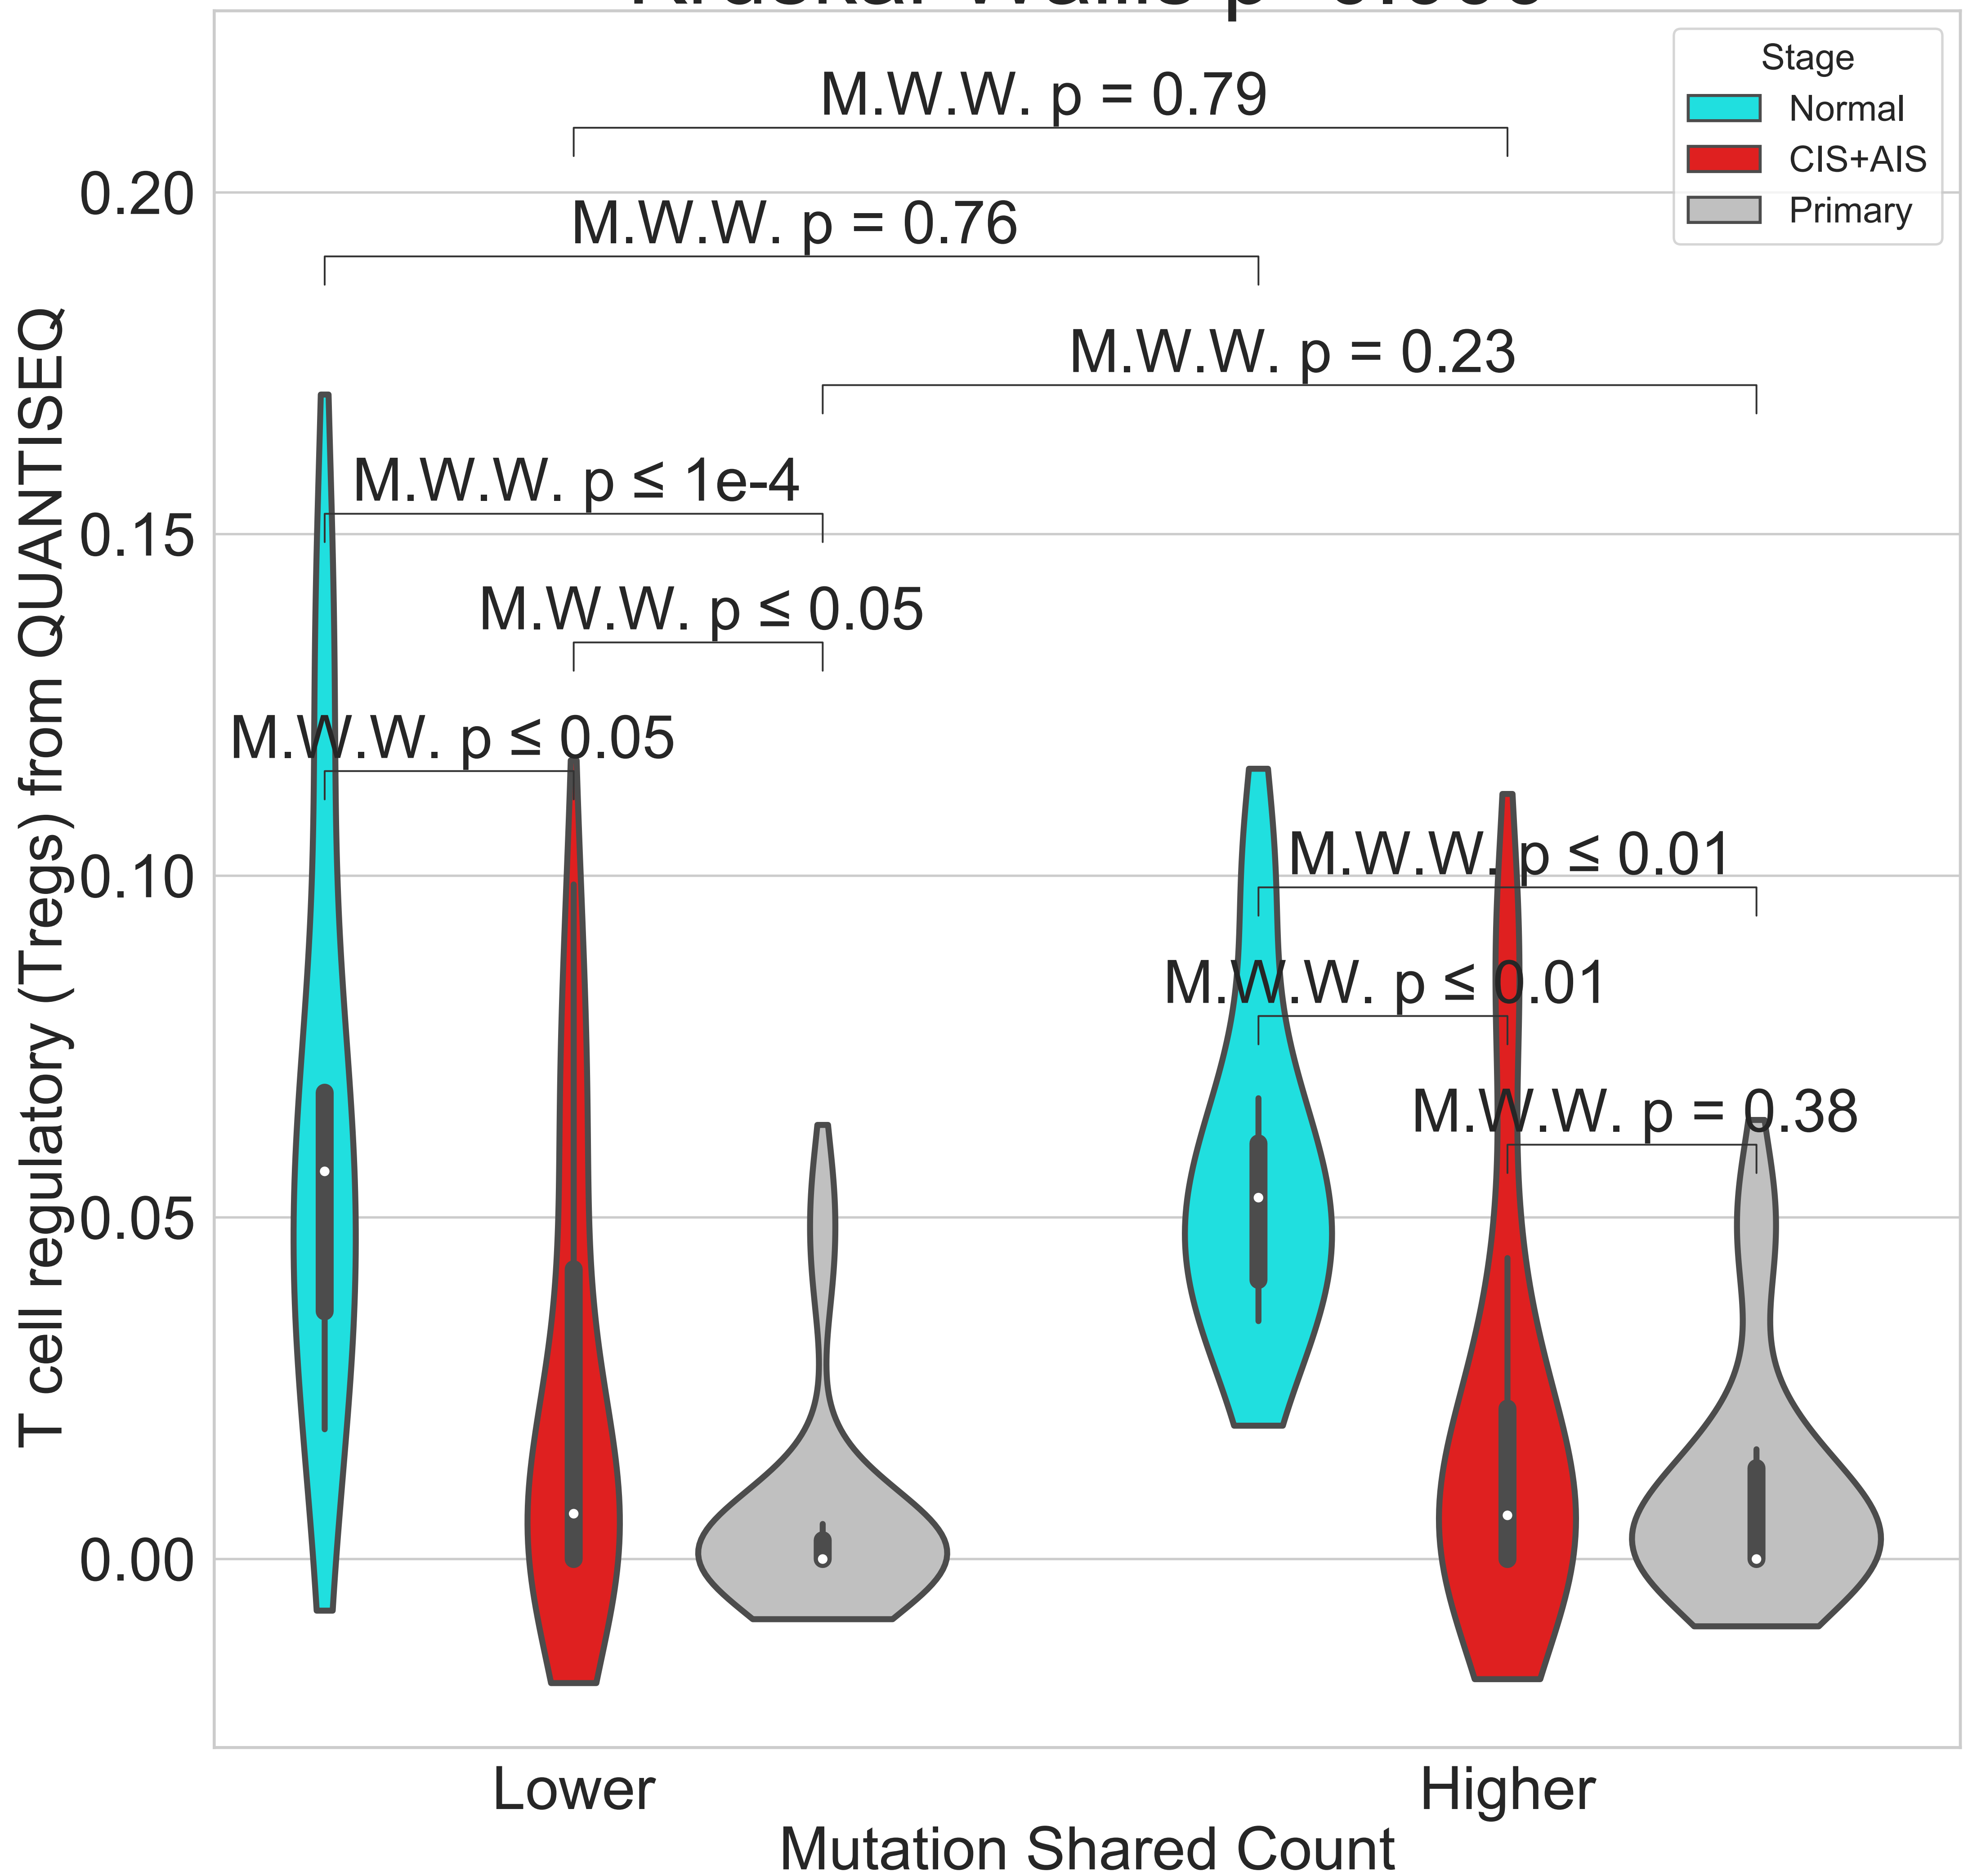 M.W.W. p = 0.79
Stage
Normal
CIS+AIS
Primary
0.20
M.W.W. p = 0.76
M.W.W. p = 0.23
M.W.W. p ≤ 1e-4
0.15
M.W.W. p ≤ 0.05
M.W.W. p ≤ 0.05
M.W.W. p ≤ 0.01
0.10
M.W.W. p ≤ 0.01
M.W.W. p = 0.38
0.05
0.00
T cell regulatory (Tregs) from QUANTISEQ
Lower
Higher
Mutation Shared Count